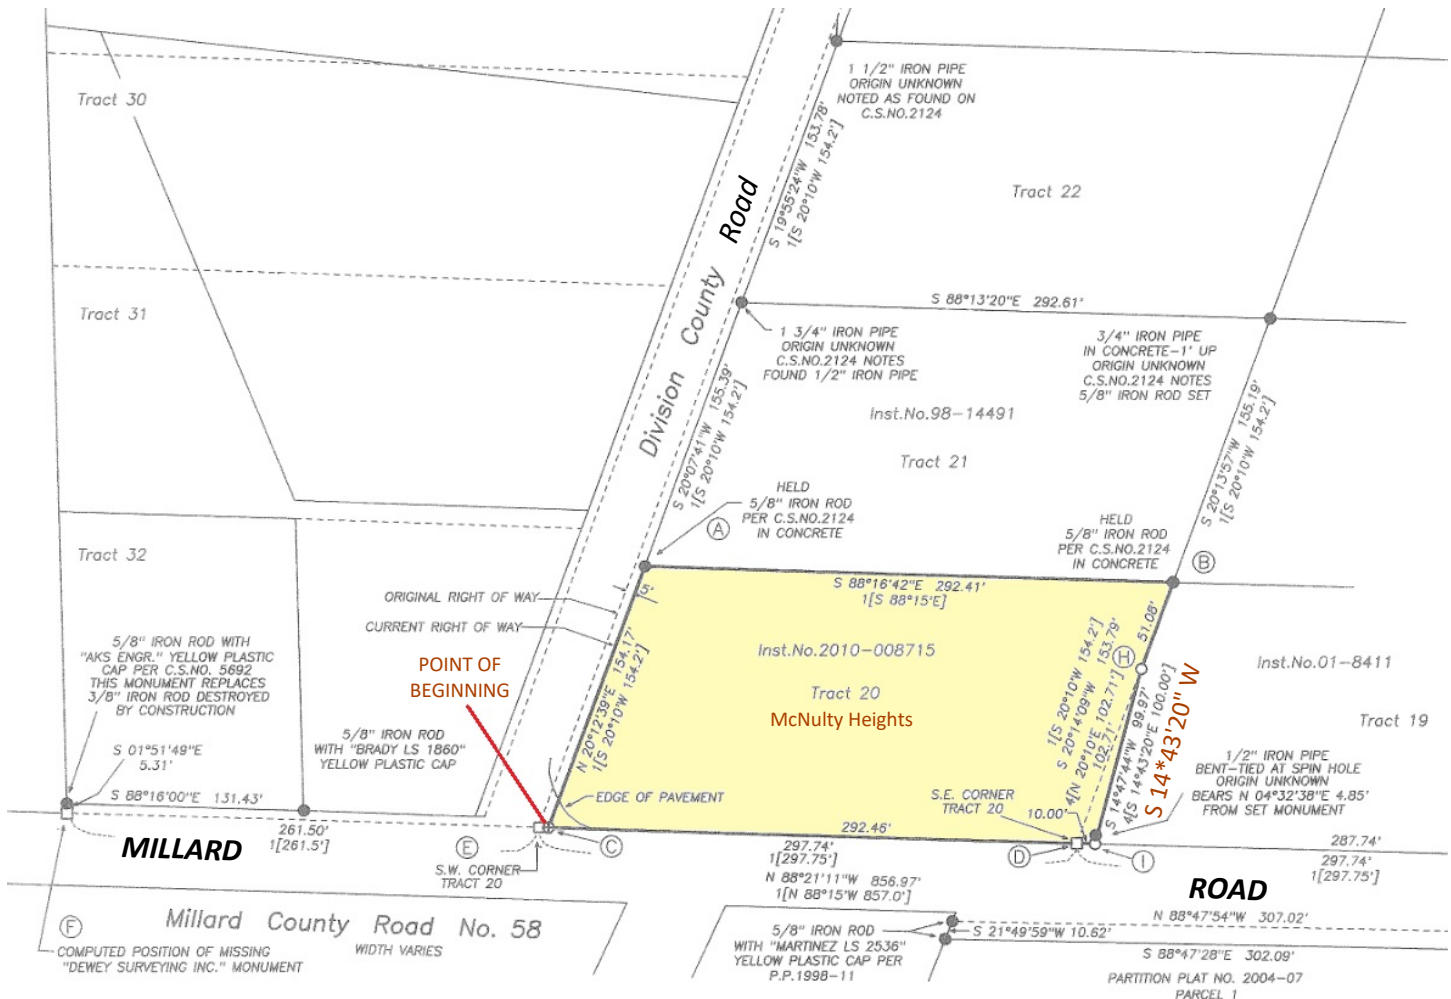 Tract 30
1 1/2" IRON PIPE
ORIGIN UNKNOWN
NOTED AS FOUND ON
C.S.NO.2124
S 19°55'24"W 153.78'
1[S 20°10'W 154.2']
Tract 22
Division County Road
Tract 31
S 88°13'20"E 292.61'
1 3/4" IRON PIPE
ORIGIN UNKNOWN
C.S.NO.2124 NOTES
FOUND 1/2" IRON PIPE
3/4" IRON PIPE
IN CONCRETE-1' UP
ORIGIN UNKNOWN
C.S.NO.2124 NOTES
5/8" IRON ROD SET
S 20°07'41"W 155.39'
1[S 20°10'W 154.2']
Inst.No.98-14491
Tract 21
S 20°13'57"W 155.19'
1[S 20°10'W 154.2']
HELD
5/8" IRON ROD
PER C.S.NO.2124
IN CONCRETE
A
HELD
5/8" IRON ROD
PER C.S.NO.2124
IN CONCRETE
B
Tract 32
S 88°16'42"E 292.41'
1[S 88°15'E]
5'
ORIGINAL RIGHT OF WAY
CURRENT RIGHT OF WAY
5/8" IRON ROD WITH
"AKS ENGR." YELLOW PLASTIC
CAP PER C.S.NO. 5692
THIS MONUMENT REPLACES
3/8" IRON ROD DESTROYED
BY CONSTRUCTION
POINT OF
BEGINNING
N 20°12'39"E 154.17'
1[S 20°10'W 154.2']
Inst.No.2010-008715
Tract 20
McNulty Heights
1[S 20°10'W 154.2']
S 20°14'09"W 153.79'
4[N 20°10'E 102.71']
102.71'
H
51.08'
S 14°47'44"W 99.97'
4[S 14°43'20"E 100.00']
S 14*43'20" W
Inst.No.01-8411
Tract 19
5/8" IRON ROD
WITH "BRADY LS 1860"
YELLOW PLASTIC CAP
S 01°51'49"E
5.31'
S 88°16'00"E 131.43'
EDGE OF PAVEMENT
S.E. CORNER
TRACT 20
10.00'
1/2" IRON PIPE
BENT-TIED AT SPIN HOLE
ORIGIN UNKNOWN
BEARS N 04°32'38"E 4.85'
FROM SET MONUMENT
MILLARD
261.50'
1[261.5']
E
S.W. CORNER
TRACT 20
C
292.46'
297.74'
1[297.75']
N 88°21'11"W 856.97'
1[N 88°15'W 857.0']
D
I
287.74'
297.74'
1[297.75']
ROAD
F
Millard County Road No. 58
WIDTH VARIES
COMPUTED POSITION OF MISSING
"DEWEY SURVEYING INC." MONUMENT
5/8" IRON ROD
WITH "MARTINEZ LS 2536"
YELLOW PLASTIC CAP PER
P.P.1998-11
N 88°47'54"W 307.02'
S 21°49'59"W 10.62'
S 88°47'28"E 302.09'
PARTITION PLAT NO. 2004-07
PARCEL 1